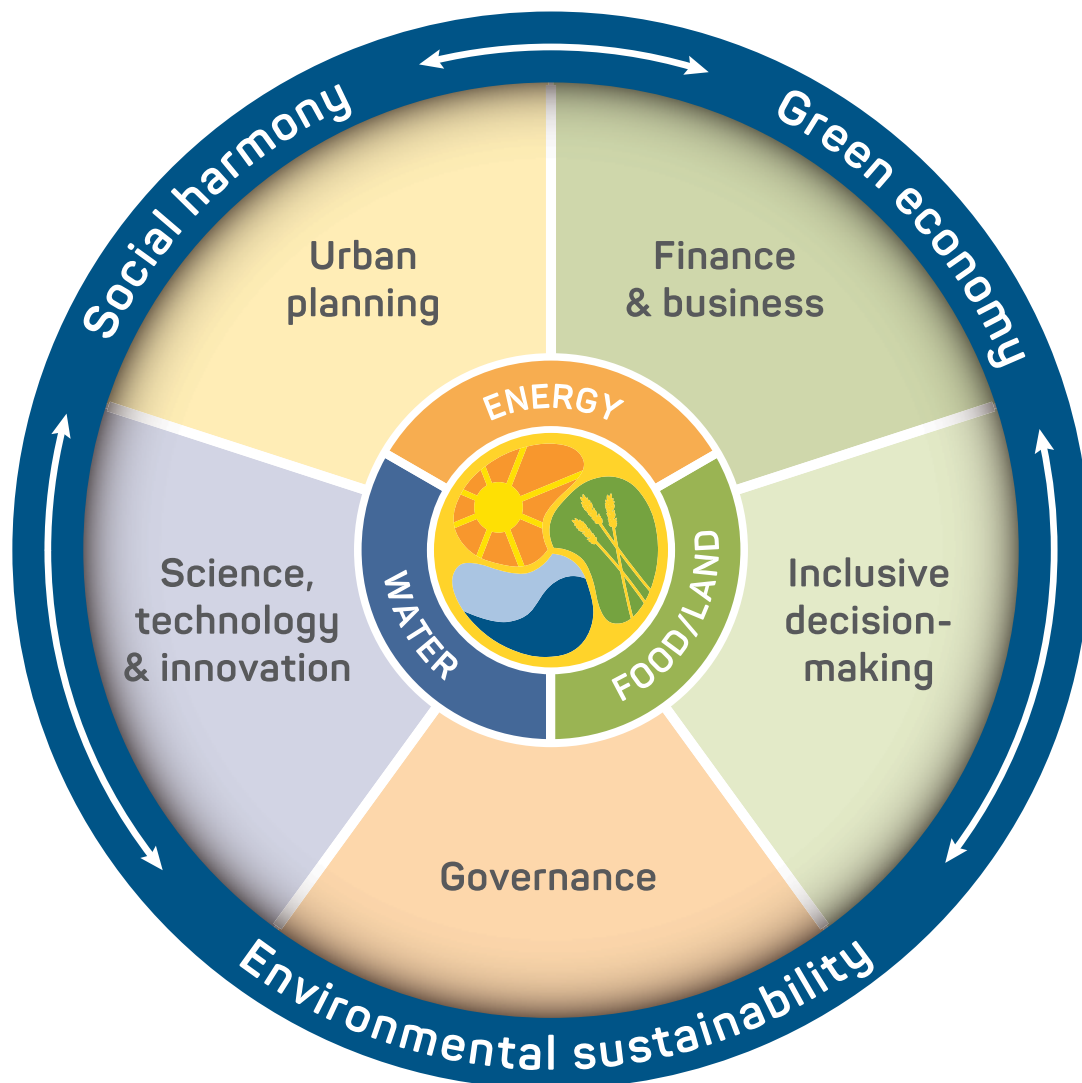 Social harmony
Green economy
Urban
planning
Finance
& business
ENERGY
WATER
FOOD/LAND
Science,
technology
& innovation
Inclusive
decision-
making
Governance
Environmental sustainability